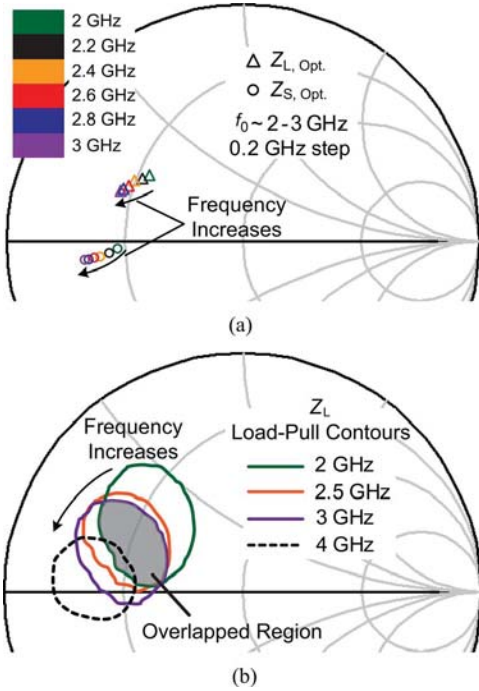 2 GHz
2.2 GHz
2.4 GHz
2.6 GHz
2.8 GHz
3 GHz
Z_L, Opt.
Z_S, Opt.
f_0 ~ 2 - 3 GHz
0.2 GHz step
Frequency
Increases
(a)
Frequency
Increases
Z_L
Load-Pull Contours
2 GHz
2.5 GHz
3 GHz
4 GHz
Overlapped Region
(b)